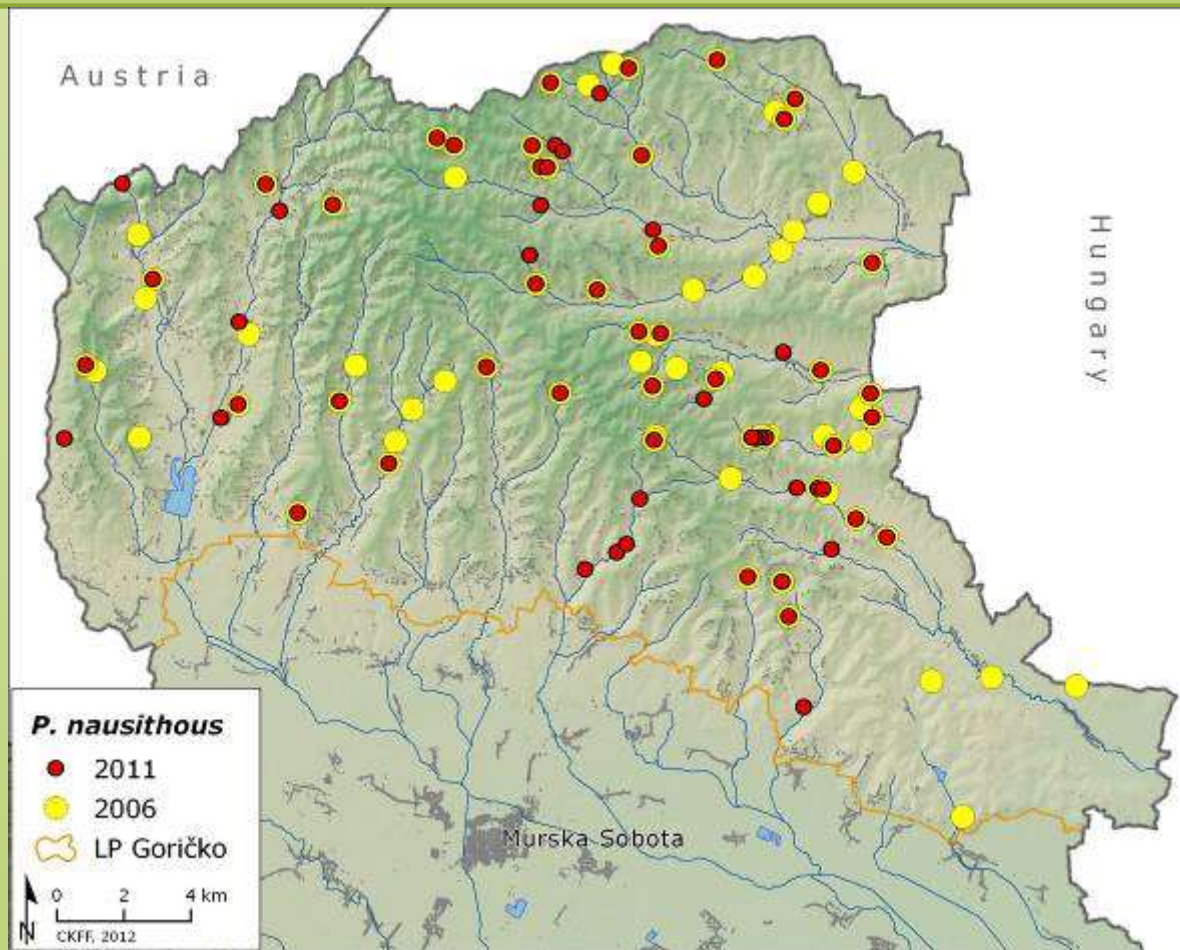 Austria
Hungary
P. nausithous
2011
2006
LP Goričko
0 2 4 km
N
CKFF, 2012
Murska Sobota